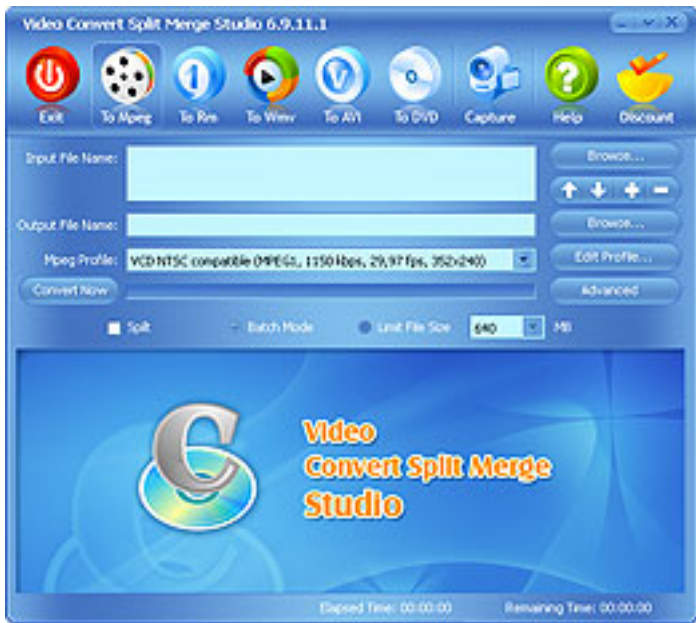 Video Convert Split Merge Studio 6.9.11.1
Exit To Mpeg To Rm To Wmv To AVI To DVD Capture Help Discount
Input File Name: Browse...
Output File Name: Browse...
Mpeg Profile: VCD NTSC compatible (MPEG1, 1150 kbps, 29,97 fps, 352x240) Edit Profile...
Convert Now Advanced
Split Batch Mode Limit File Size 640 MB
Video
Convert Split Merge
Studio
Elapsed Time: 00:00:00 Remaining Time: 00:00:00